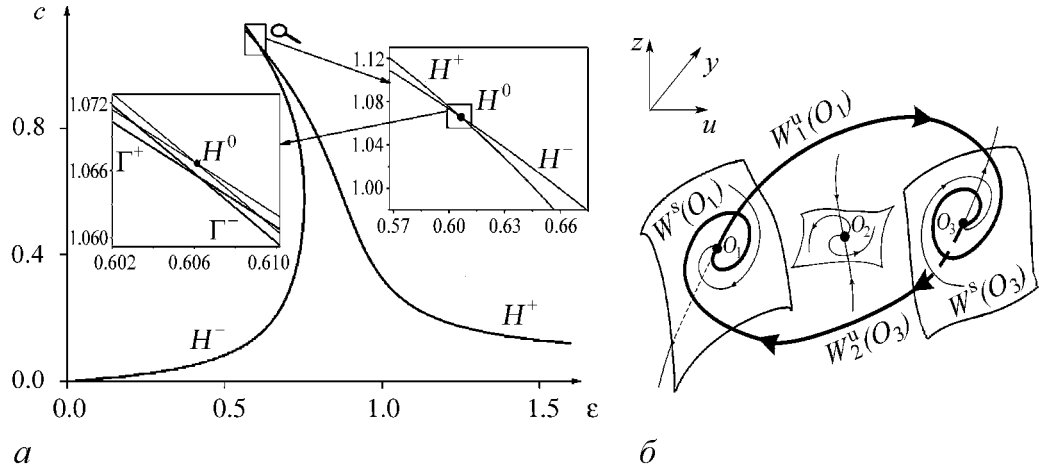 c
0.8
0.4
0.0
0.0
0.5
1.0
1.5
ε
H⁻
H⁺
1.072
1.066
1.060
0.602
0.606
0.610
Γ⁺
Γ⁻
H⁰
1.12
1.08
1.04
1.00
0.57
0.60
0.63
0.66
H⁺
H⁰
H⁻
а
z
y
u
W₁ᵘ(O₁)
Wˢ(O₁)
O₁
O₂
O₃
Wˢ(O₃)
W₂ᵘ(O₃)
б